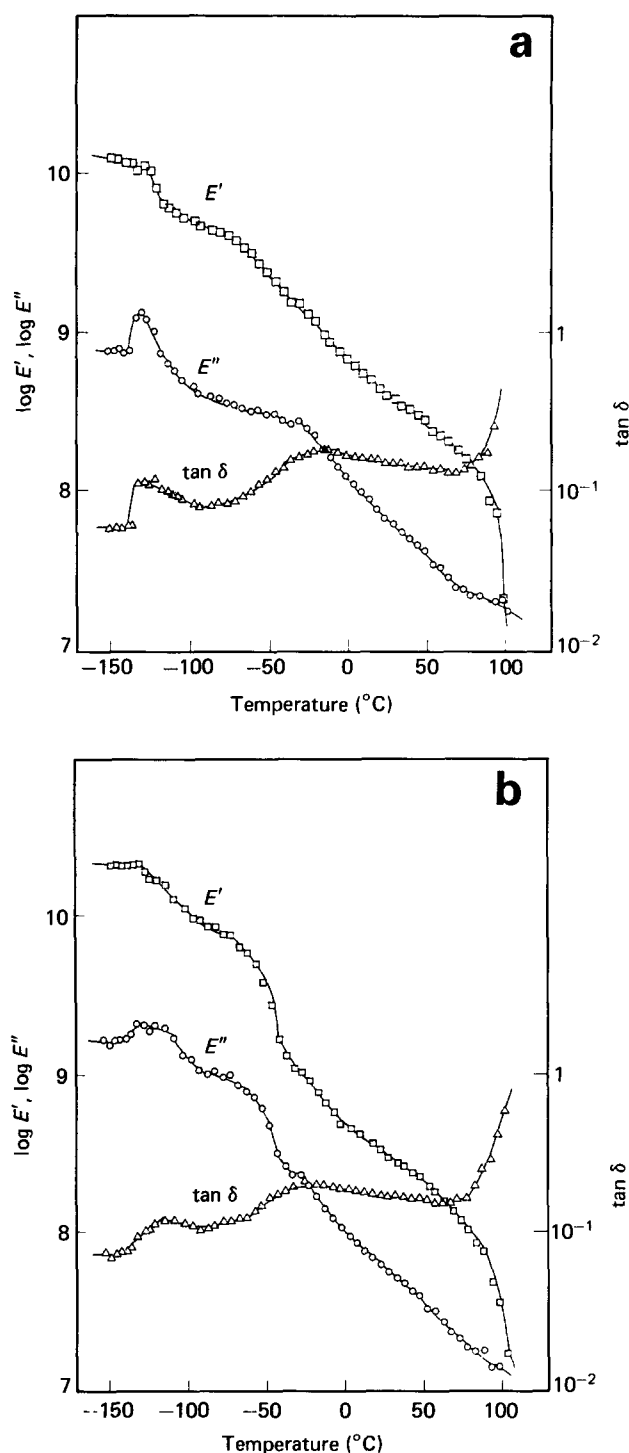 a
10
E'
9
1
log E', log E"
E"
tan δ
tan δ
8
10⁻¹
7
10⁻²
−150 −100 −50 0 50 100
Temperature (°C)
b
10
E'
9
1
log E', log E"
E"
tan δ
tan δ
8
10⁻¹
7
10⁻²
−150 −100 −50 0 50 100
Temperature (°C)